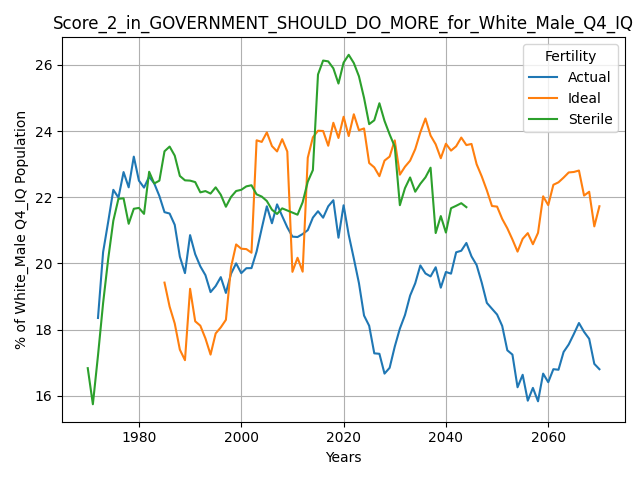 Score_2_in_GOVERNMENT_SHOULD_DO_MORE_for_White_Male_Q4_IQ
% of White_Male Q4_IQ Population
26
24
22
20
18
16
Fertility
Actual
Ideal
Sterile
1980
2000
2020
2040
2060
Years